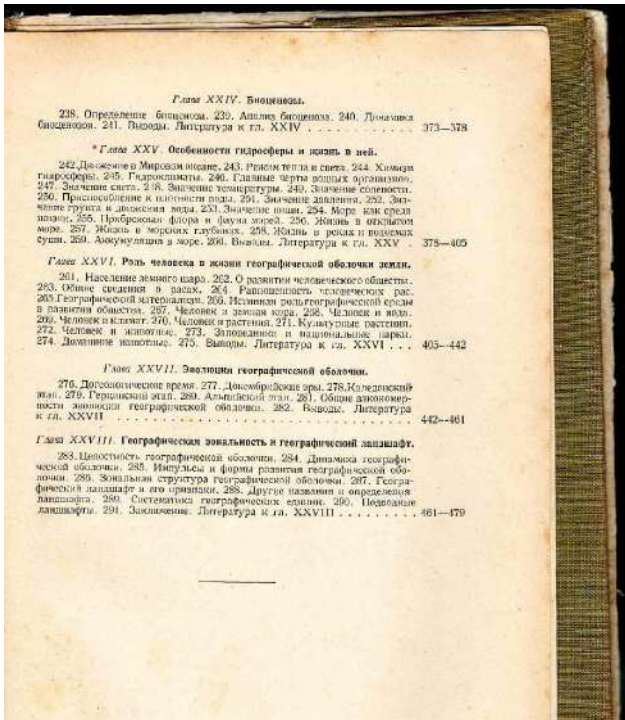 Глава XXIV. Биоценозы.
238. Определение биоценозы. 239. Анализ биоценоза. 240. Динамика
биоценозов. 241. Выводы. Литература к гл. XXIV . . . . . . . . . . . 373—378
*Глава XXV. Особенности гидросферы и жизнь в ней.
242. Движение в Мировом океане. 243. Режим тепла и света. 244. Химизм
гидросферы. 245. Гидроклиматы. 246. Главные черты водных организмов.
247. Значение света. 248. Значение температуры. 249. Значение солености.
250. Приспособление к плотности воды. 251. Значение давления. 252. Зна-
чение грунта и движения воды. 253. Значение пищи. 254. Море как среда
жизни. 255. Прибрежная флора и фауна морей. 256. Жизнь в открытом
море. 257. Жизнь в морских глубинах. 258. Жизнь в реках и водоемах
суши. 259. Аккумуляция в море. 260. Выводы. Литература к гл. XXV . 378—405
Глава XXVI. Роль человека в жизни географической оболочки земли.
261. Население земного шара. 262. О развитии человеческого общества.
263. Общие сведения о расах. 264. Равноценность человеческих рас.
265. Географический материализм. 266. Истинная роль географической среды
в развитии общества. 267. Человек и земная кора. 268. Человек и вода.
269. Человек и климат. 270. Человек и растения. 271. Культурные растения.
272. Человек и животные. 273. Заповедники и национальные парки.
274. Домашние животные. 275. Выводы. Литература к гл. XXVI . . . 405—442
Глава XXVII. Эволюция географической оболочки.
276. Догеологическое время. 277. Докембрийские эры. 278. Каледонский
этап. 279. Герцинский этап. 280. Альпийский этап. 281. Общие закономер-
ности эволюции географической оболочки. 282. Выводы. Литература
к гл. XXVII . . . . . . . . . . . . . . . . . . . . . . . . . . . . 442—461
Глава XXVIII. Географическая зональность и географический ландшафт.
283. Целостность географической оболочки. 284. Динамика географи-
ческой оболочки. 285. Импульсы и формы развития географической обо-
лочки. 286. Зональная структура географической оболочки. 287. Геогра-
фический ландшафт и его признаки. 288. Другие названия и определения
ландшафта. 289. Систематика географических единиц. 290. Подводные
ландшафты. 291. Заключение. Литература к гл. XXVIII . . . . . . . . 461—479